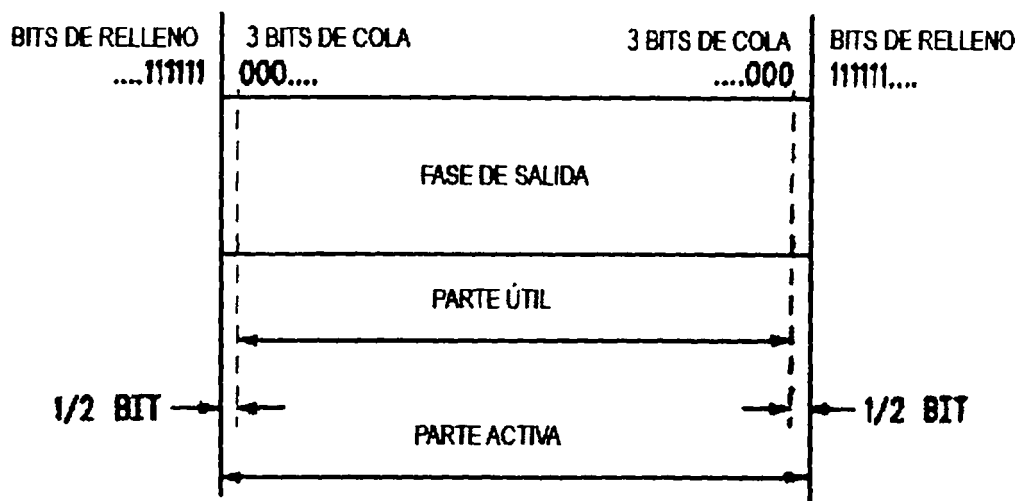 BITS DE RELLENO
....111111
3 BITS DE COLA
000....
3 BITS DE COLA
....000
BITS DE RELLENO
111111....
FASE DE SALIDA
PARTE ÚTIL
1/2 BIT
1/2 BIT
PARTE ACTIVA